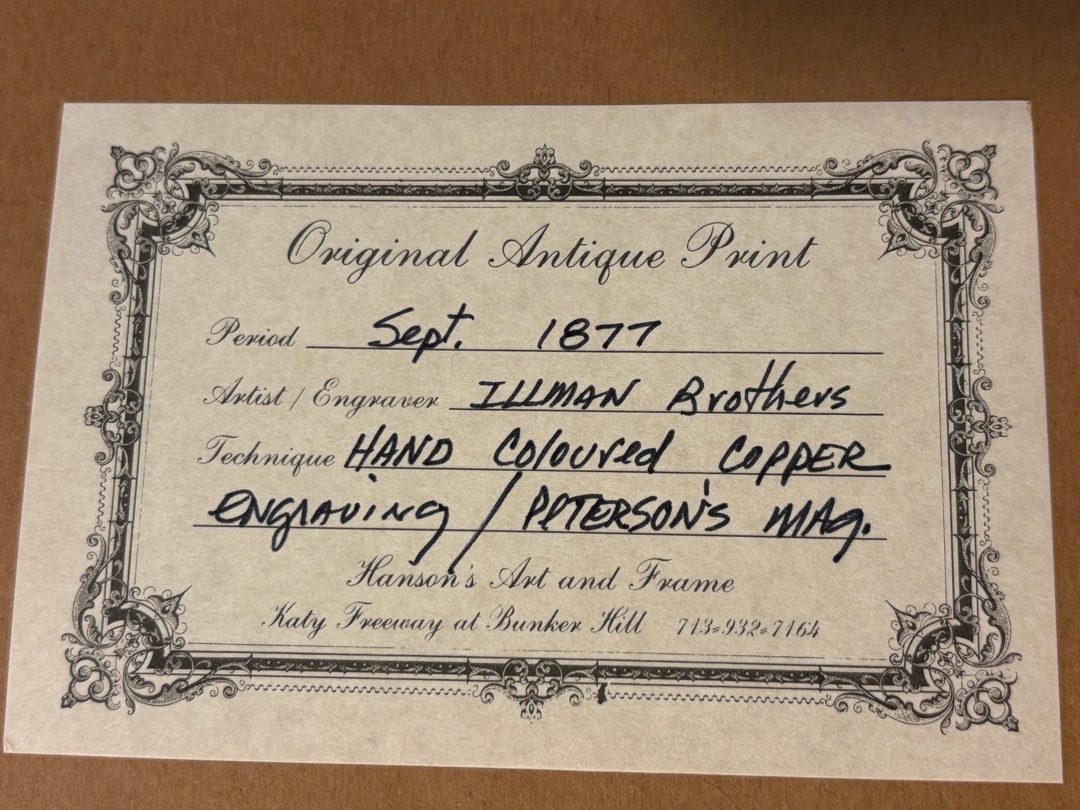 Original Antique Print
Period Sept. 1877
Artist / Engraver ILLMAN Brothers
Technique HAND Coloured COPPER
ENGRAVING / PETERSON'S MAG.
Hanson's Art and Frame
Katy Freeway at Bunker Hill 713-932-7164